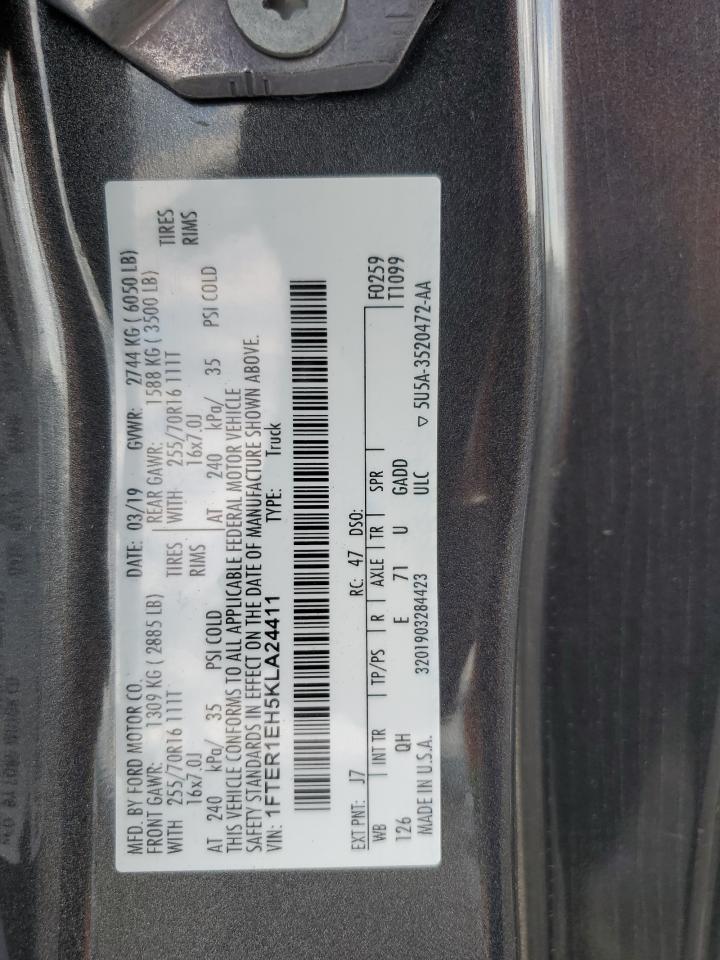 MFD. BY FORD MOTOR CO. DATE: 03/19 GVWR: 2744 KG ( 6050 LB)
FRONT GAWR: 1309 KG ( 2885 LB) REAR GAWR: 1588 KG ( 3500 LB)
WITH 255/70R16 111T TIRES WITH 255/70R16 111T TIRES
16x7.0J RIMS 16x7.0J RIMS
AT 240 kPa/ 35 PSI COLD AT 240 kPa/ 35 PSI COLD
THIS VEHICLE CONFORMS TO ALL APPLICABLE FEDERAL MOTOR VEHICLE
SAFETY STANDARDS IN EFFECT ON THE DATE OF MANUFACTURE SHOWN ABOVE.
VIN: 1FTER1EH5KLA24411 TYPE: Truck
F0259
EXT PNT: J7 RC: 47 DSO: T1099
WB INT TR TP/PS R AXLE TR SPR
126 QH E 71 U GADD
MADE IN U.S.A. 3201903284423 ULC ▽ 5U5A-3520472-AA